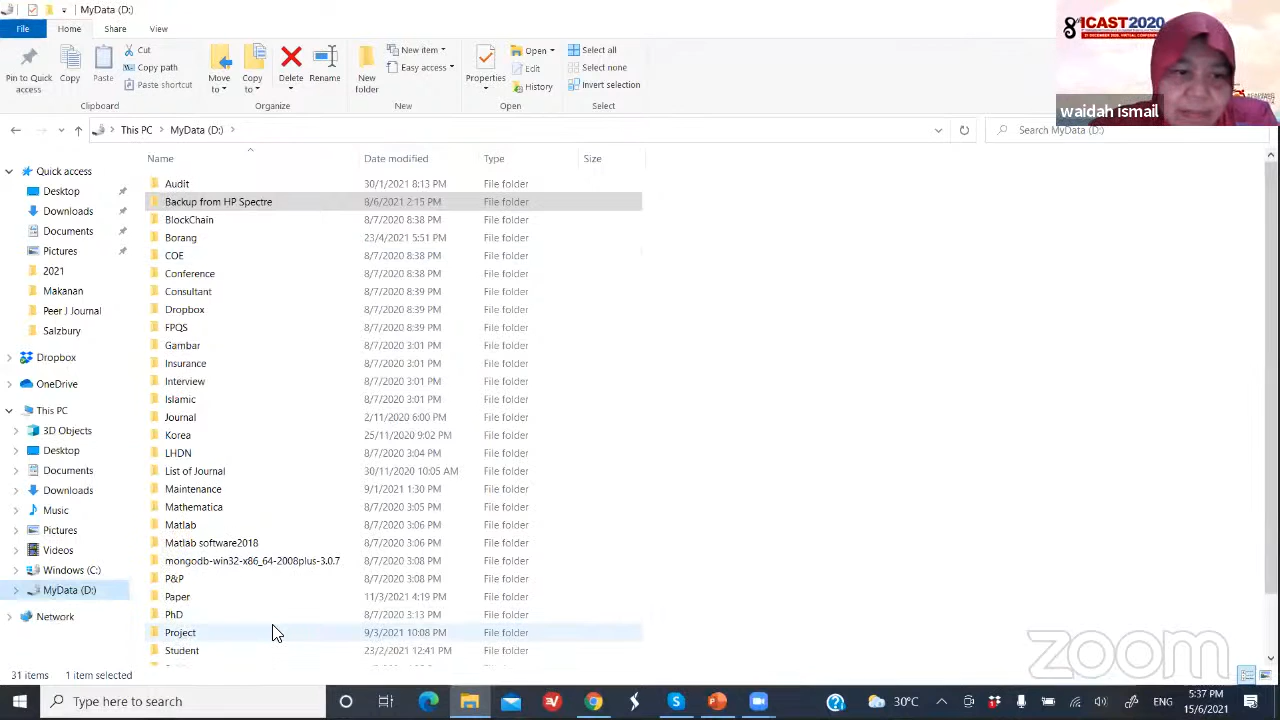 MyData (D:)
File
Home
Share
View
Pin to Quick access
Copy
Paste
Cut
Paste shortcut
Move to
Copy to
Delete
Rename
New folder
Properties
Open
Edit
History
Select all
Select none
Invert selection
Clipboard
Organize
New
Open
Select
This PC
MyData (D:)
Search MyData (D:)
8th ICAST2020
waidah ismail
Name Date modified Type Size
Quick access
Desktop
Downloads
Documents
Pictures
2021
Makanan
Peer J Journal
Salzbury
Dropbox
OneDrive
This PC
3D Objects
Desktop
Documents
Downloads
Music
Pictures
Videos
Windows (C:)
MyData (D:)
Network
Audit 30/1/2021 8:13 PM File folder
Backup from HP Spectre 8/6/2021 2:15 PM File folder
BlockChain 8/7/2020 8:38 PM File folder
Borang 23/4/2021 5:51 PM File folder
COE 8/7/2020 8:38 PM File folder
Conference 8/7/2020 8:38 PM File folder
Consultant 8/7/2020 8:39 PM File folder
Dropbox 8/7/2020 8:59 PM File folder
FPQS 8/7/2020 8:39 PM File folder
Gambar 8/7/2020 3:01 PM File folder
Insurance 8/7/2020 3:01 PM File folder
Interview 8/7/2020 3:01 PM File folder
Islamic 8/7/2020 3:01 PM File folder
Journal 2/11/2020 6:00 PM File folder
Korea 25/11/2020 9:02 PM File folder
LHDN 8/7/2020 3:04 PM File folder
List of Journal 30/11/2020 10:05 AM File folder
Maintenance 9/1/2021 1:30 PM File folder
Mathematica 8/7/2020 3:05 PM File folder
Matlab 8/7/2020 3:06 PM File folder
Matlab software2018 8/7/2020 3:06 PM File folder
mongodb-win32-x86_64-2008plus-3.0.7 8/7/2020 3:08 PM File folder
P&P 8/7/2020 3:08 PM File folder
Paper 11/3/2021 4:19 PM File folder
PhD 8/7/2020 3:13 PM File folder
Project 9/3/2021 10:08 PM File folder
Student File folder
31 items 1 item selected
zoom
Type here to search
30°C
5:37 PM
15/6/2021